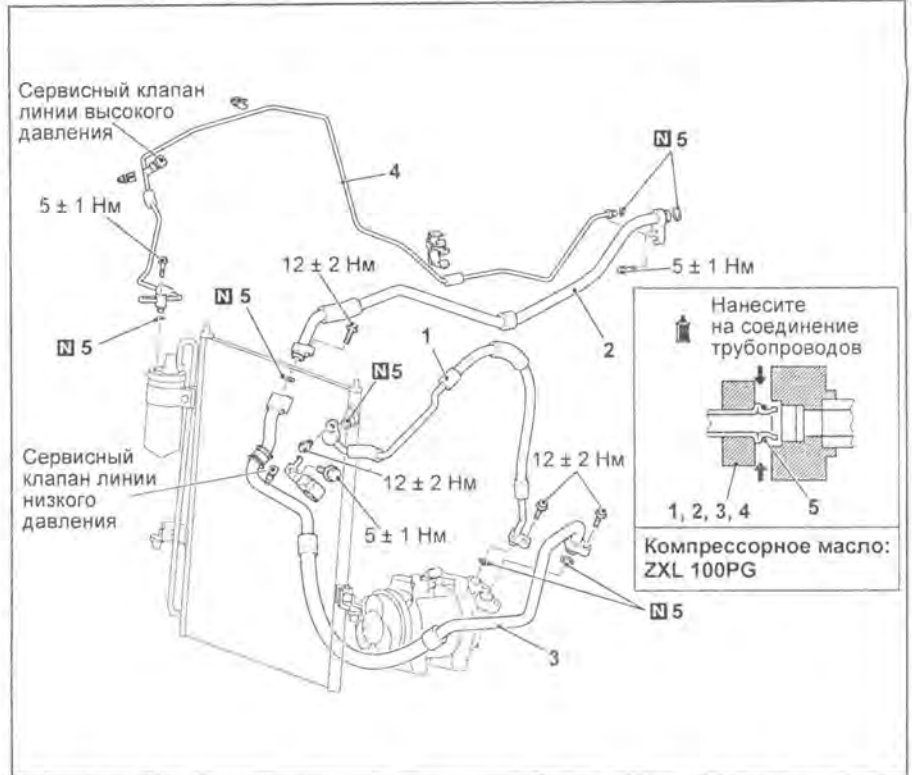 Сервисный клапан
линии высокого
давления
N 5
4
5 ± 1 Нм
12 ± 2 Нм
5 ± 1 Нм
N 5
N 5
2
1
N5
Нанесите
на соединение
трубопроводов
Сервисный
клапан линии
низкого
давления
12 ± 2 Нм
12 ± 2 Нм
5 ± 1 Нм
1, 2, 3, 4
5
Компрессорное масло:
ZXL 100PG
N 5
3